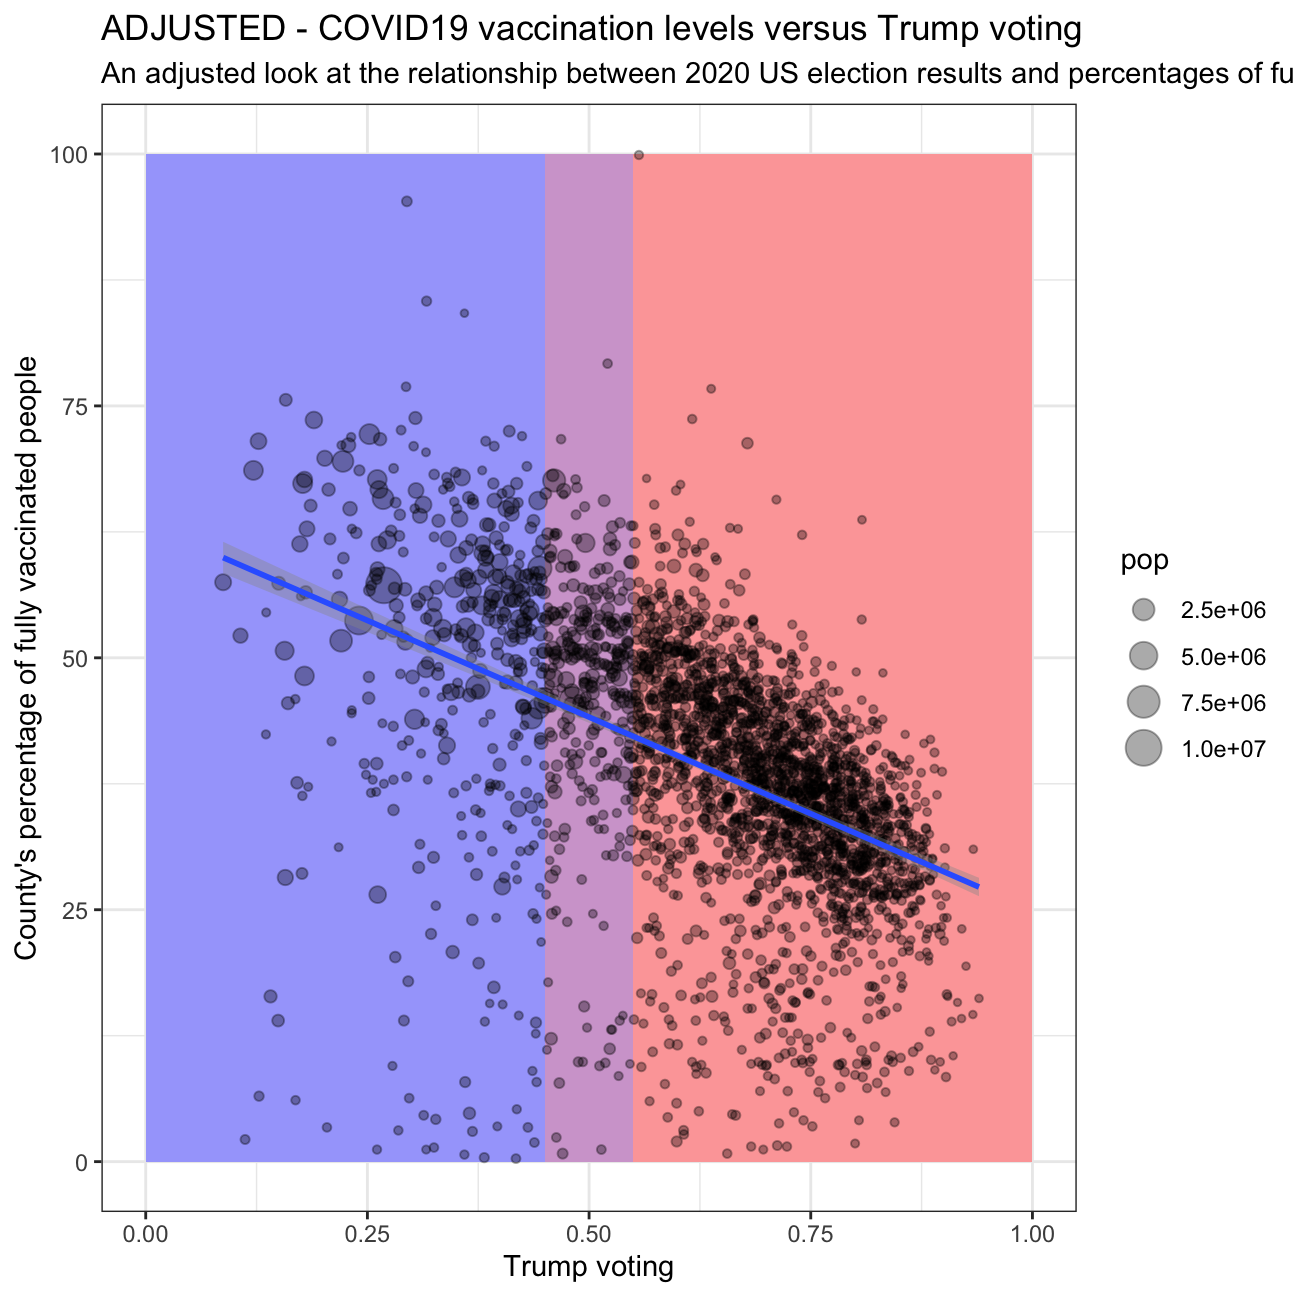 ADJUSTED - COVID19 vaccination levels versus Trump voting
An adjusted look at the relationship between 2020 US election results and percentages of fu
County's percentage of fully vaccinated people
100
75
50
25
0
0.00
0.25
0.50
0.75
1.00
Trump voting
pop
2.5e+06
5.0e+06
7.5e+06
1.0e+07